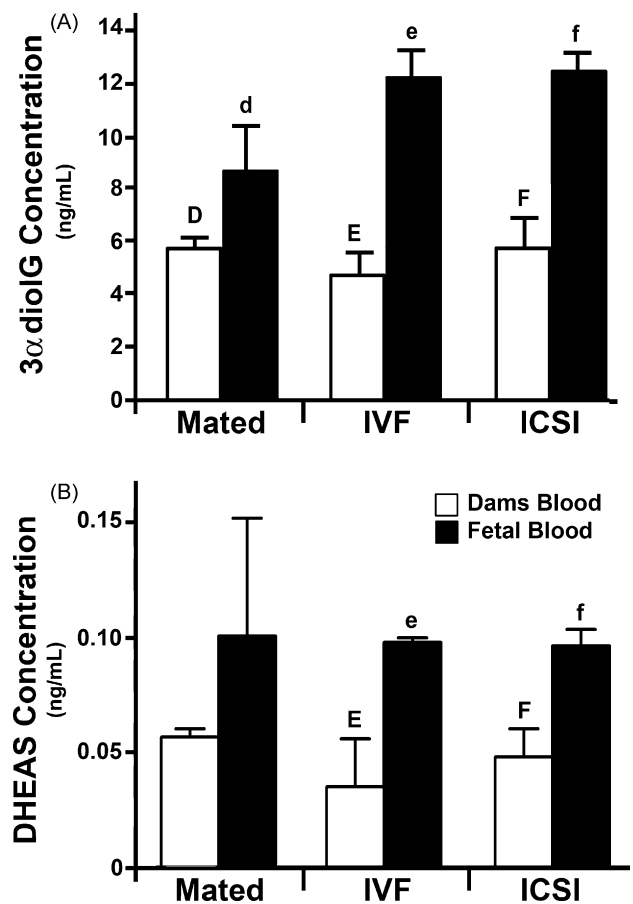 (A)
3α diolG Concentration
(ng/mL)
14
12
10
8
6
4
2
0
D
d
E
e
F
f
Mated
IVF
ICSI
(B)
DHEAS Concentration
(ng/mL)
0.15
0.10
0.05
0
Dams Blood
Fetal Blood
E
e
F
f
Mated
IVF
ICSI